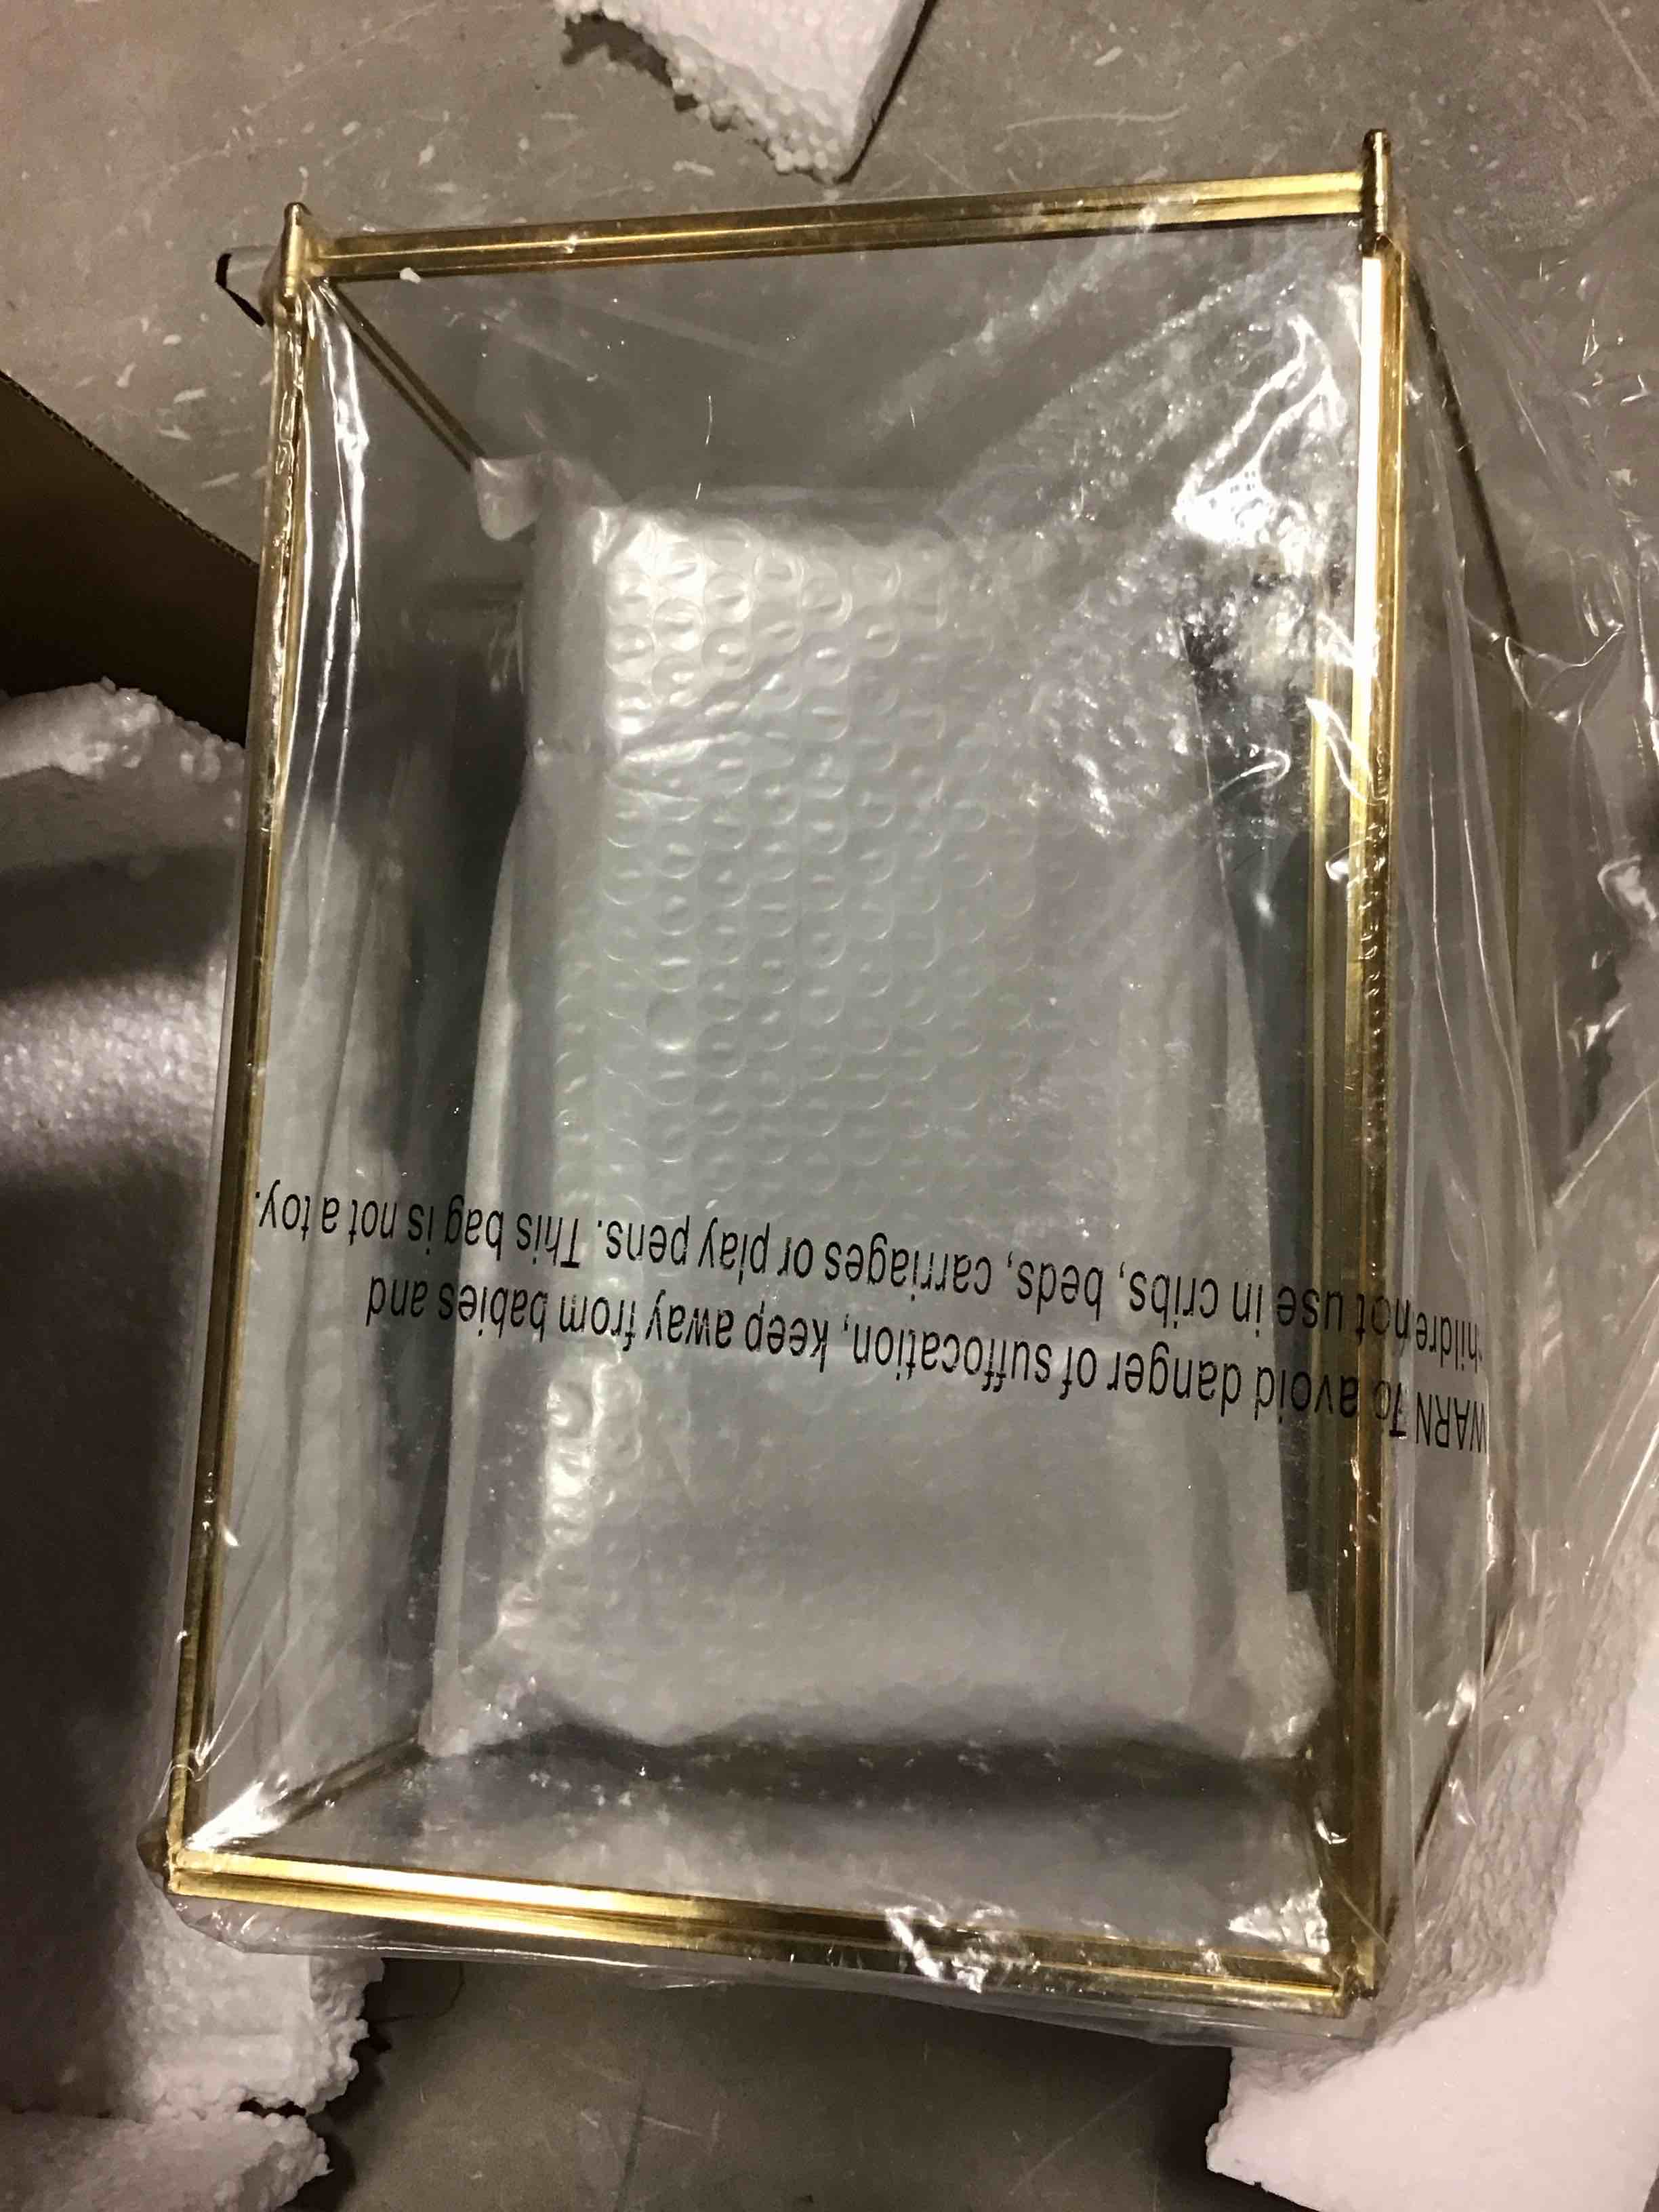 WARN To avoid danger of suffocation, keep away from babies and
hildre not use in cribs, beds, carriages or play pens. This bag is not a toy.